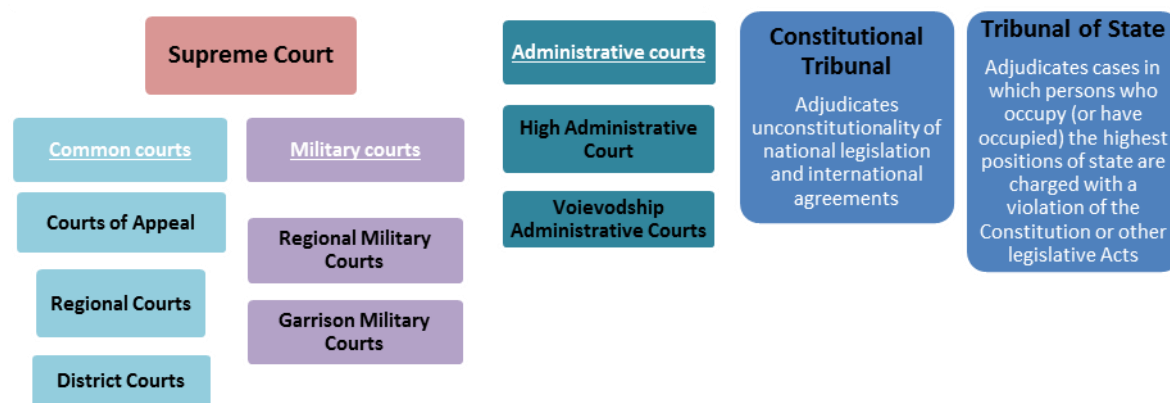 Supreme Court
Common courts
Courts of Appeal
Regional Courts
District Courts
Military courts
Regional Military
Courts
Garrison Military
Courts
Administrative courts
High Administrative
Court
Voievodship
Administrative Courts
Constitutional
Tribunal
Adjudicates
unconstitutionality of
national legislation
and international
agreements
Tribunal of State
Adjudicates cases in
which persons who
occupy (or have
occupied) the highest
positions of state are
charged with a
violation of the
Constitution or other
legislative Acts